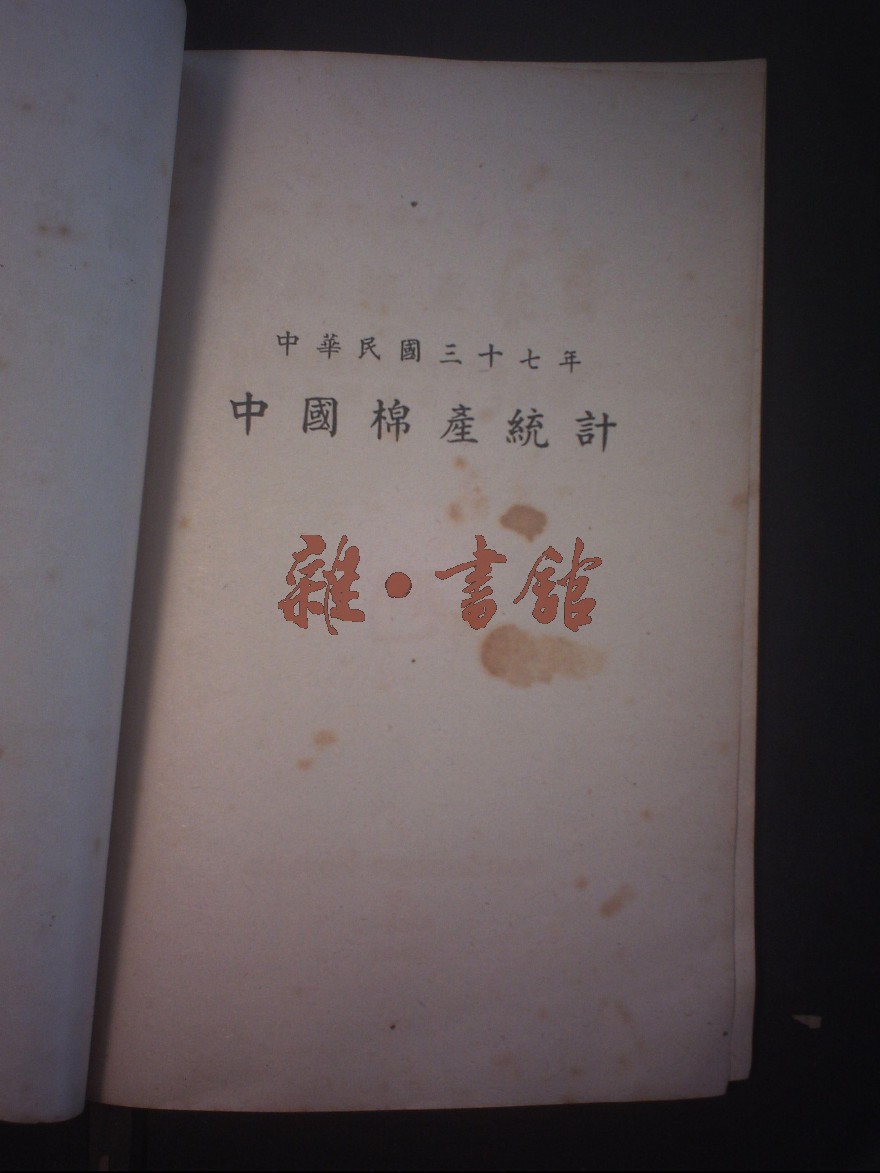 中華民國三十七年
中國棉產統計
雜·書館